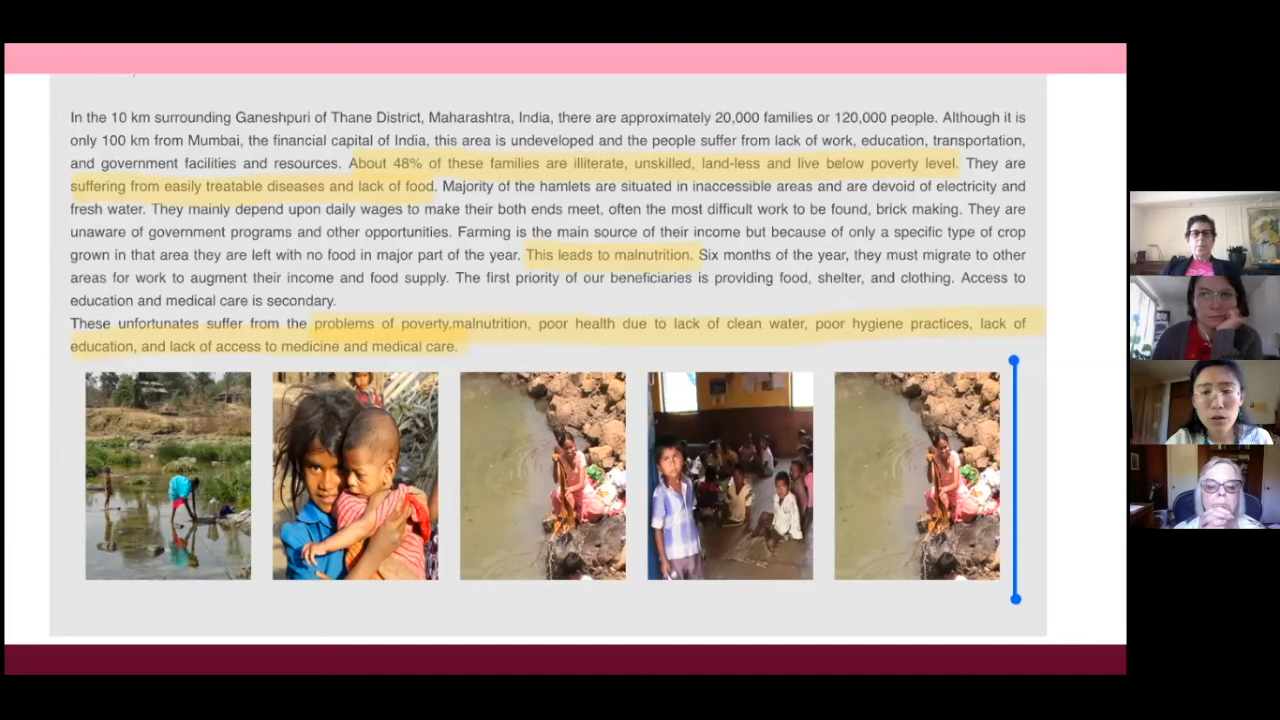 In the 10 km surrounding Ganeshpuri of Thane District, Maharashtra, India, there are approximately 20,000 families or 120,000 people. Although it is
only 100 km from Mumbai, the financial capital of India, this area is undeveloped and the people suffer from lack of work, education, transportation,
and government facilities and resources. About 48% of these families are illiterate, unskilled, land-less and live below poverty level. They are
suffering from easily treatable diseases and lack of food. Majority of the hamlets are situated in inaccessible areas and are devoid of electricity and
fresh water. They mainly depend upon daily wages to make their both ends meet, often the most difficult work to be found, brick making. They are
unaware of government programs and other opportunities. Farming is the main source of their income but because of only a specific type of crop
grown in that area they are left with no food in major part of the year. This leads to malnutrition. Six months of the year, they must migrate to other
areas for work to augment their income and food supply. The first priority of our beneficiaries is providing food, shelter, and clothing. Access to
education and medical care is secondary.
These unfortunates suffer from the problems of poverty,malnutrition, poor health due to lack of clean water, poor hygiene practices, lack of
education, and lack of access to medicine and medical care.